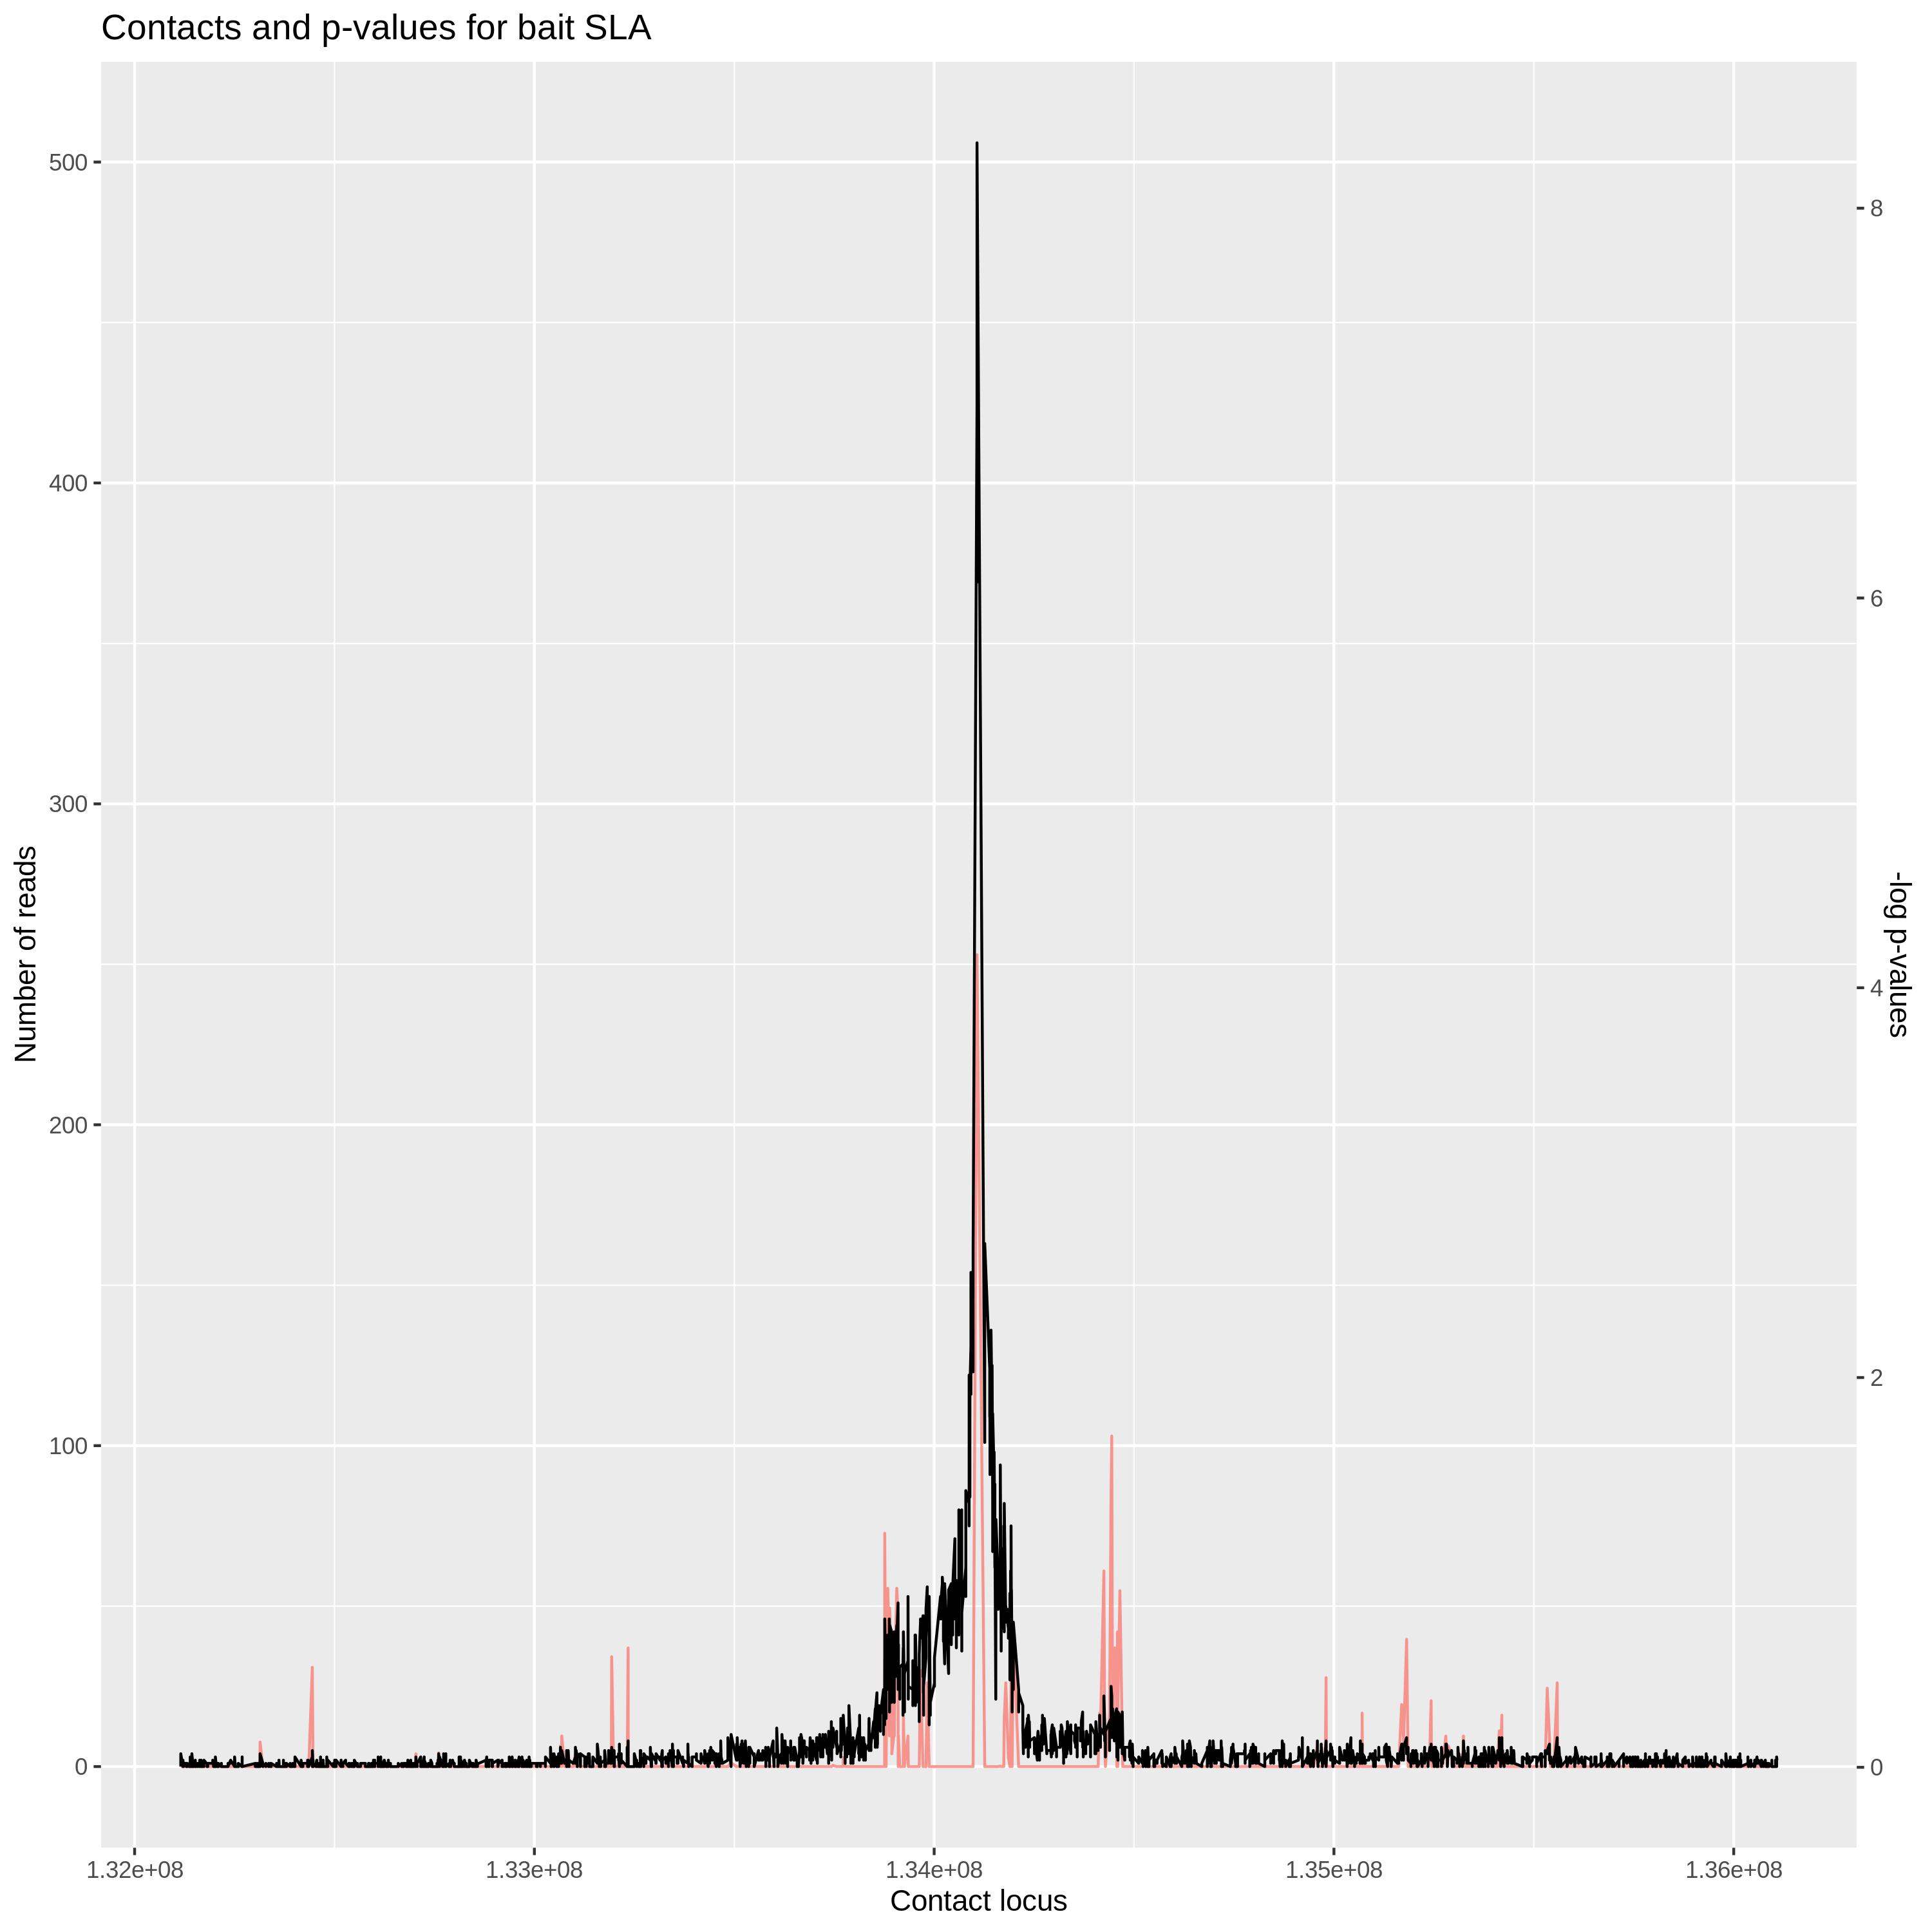 Contacts and p-values for bait SLA
500
400
300
200
100
0
Number of reads
8
6
4
2
0
-log p-values
1.32e+08
1.33e+08
1.34e+08
1.35e+08
1.36e+08
Contact locus